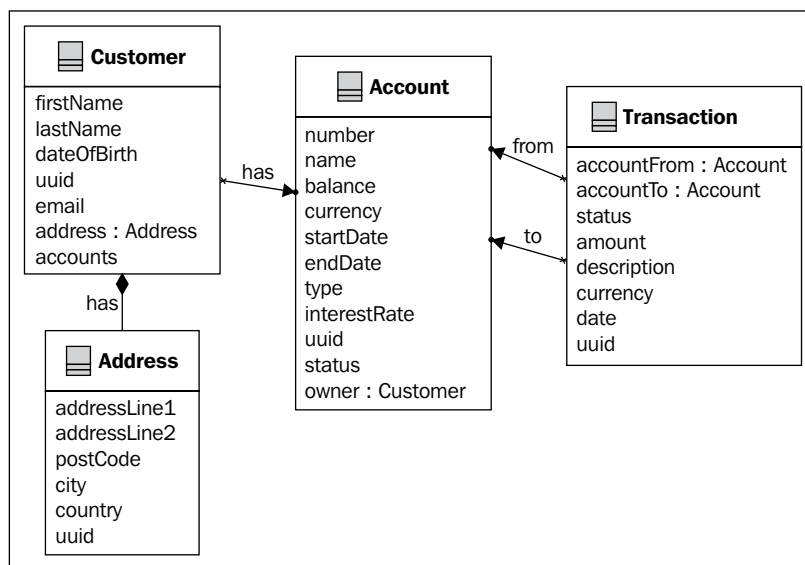 Customer
firstName
lastName
dateOfBirth
uuid
email
address : Address
accounts
has
has
Address
addressLine1
addressLine2
postCode
city
country
uuid
Account
number
name
balance
currency
startDate
endDate
type
interestRate
uuid
status
owner : Customer
from
to
Transaction
accountFrom : Account
accountTo : Account
status
amount
description
currency
date
uuid